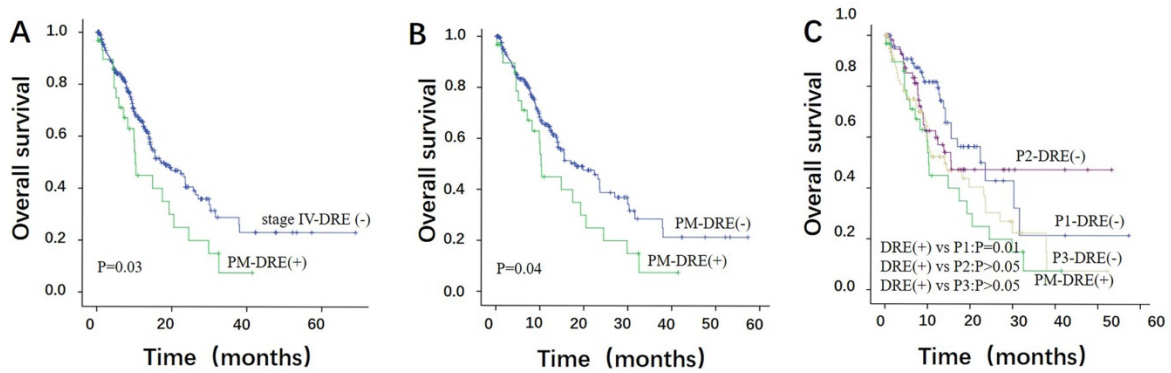 A
Overall survival
1.0
0.8
0.6
0.4
0.2
0.0
stage IV-DRE (-)
PM-DRE(+)
P=0.03
0 20 40 60
Time (months)
B
Overall survival
1.0
0.8
0.6
0.4
0.2
0.0
PM-DRE(-)
PM-DRE(+)
P=0.04
0 10 20 30 40 50 60
Time (months)
C
Overall survival
1.0
0.8
0.6
0.4
0.2
0.0
P2-DRE(-)
P1-DRE(-)
DRE(+) vs P1:P=0.01
P3-DRE(-)
DRE(+) vs P2:P>0.05
PM-DRE(+)
DRE(+) vs P3:P>0.05
0 10 20 30 40 50 60
Time (months)